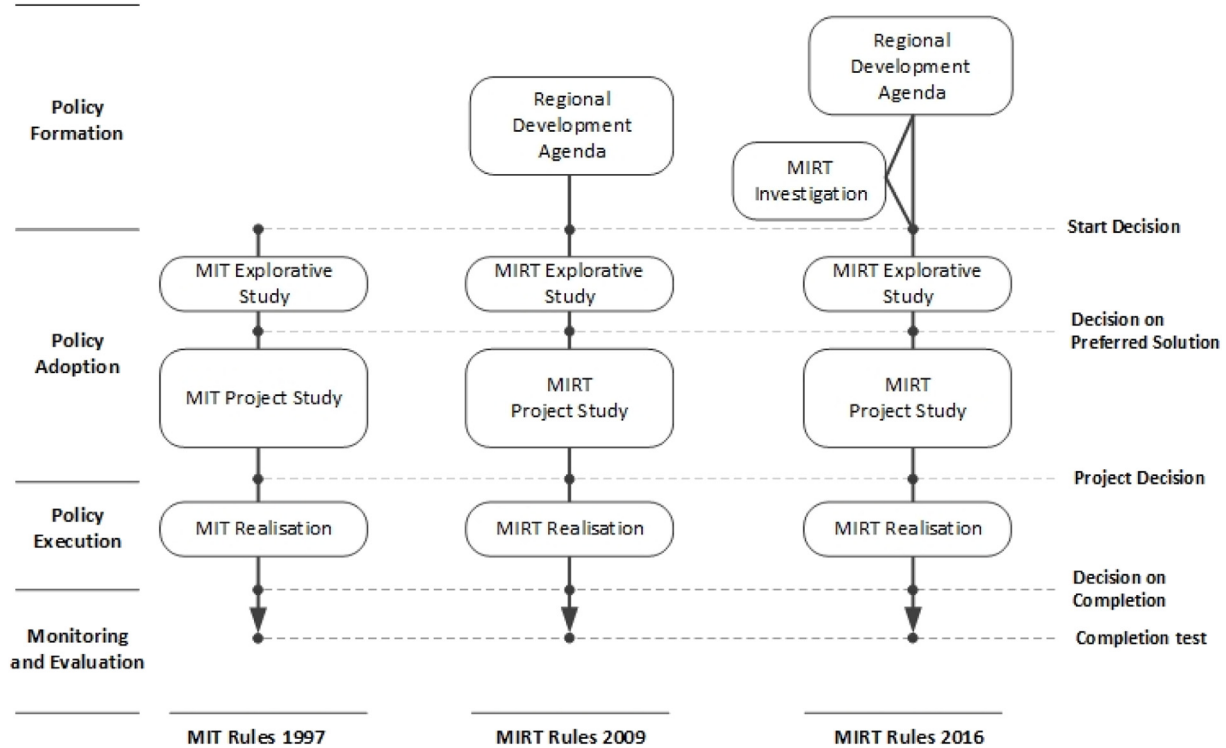 Regional
Development
Agenda
Policy
Formation
Regional
Development
Agenda
MIRT
Investigation
Start Decision
MIT Explorative
Study
MIRT Explorative
Study
MIRT Explorative
Study
Decision on
Preferred Solution
Policy
Adoption
MIT Project Study
MIRT
Project Study
MIRT
Project Study
Project Decision
Policy
Execution
MIT Realisation
MIRT Realisation
MIRT Realisation
Decision on
Completion
Monitoring
and Evaluation
Completion test
MIT Rules 1997
MIRT Rules 2009
MIRT Rules 2016